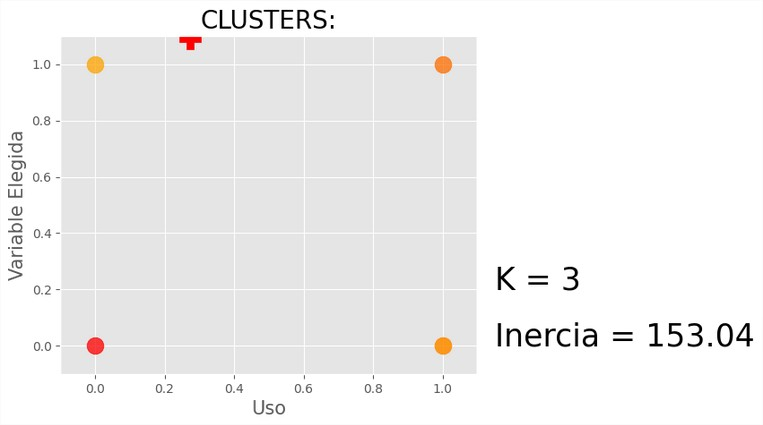 CLUSTERS:
1.0
0.8
0.6
0.4
0.2
0.0
Variable Elegida
0.0 0.2 0.4 0.6 0.8 1.0
Uso
K = 3
Inercia = 153.04